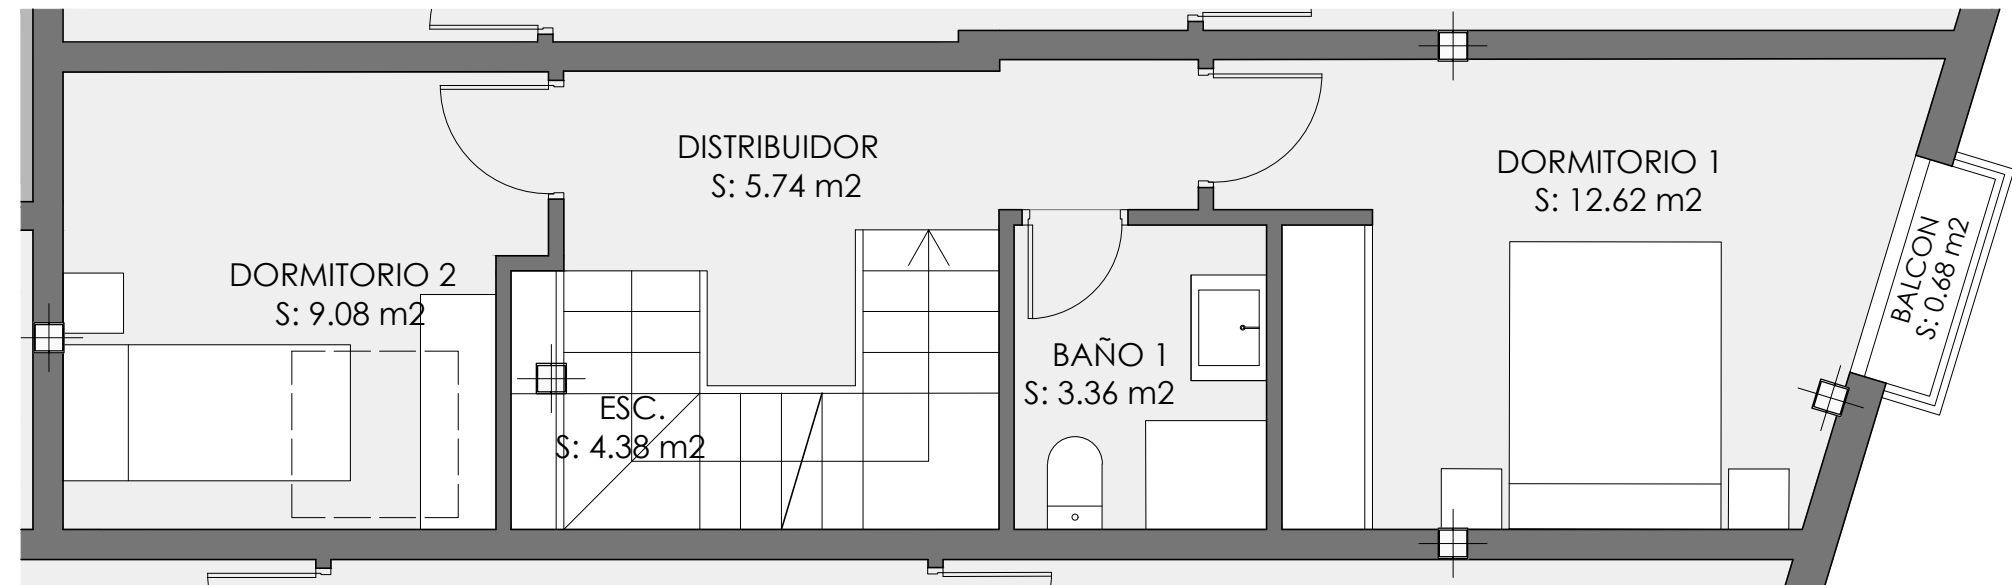 DISTRIBUIDOR
S: 5.74 m2
DORMITORIO 1
S: 12.62 m2
BALCON
S: 0.68 m2
DORMITORIO 2
S: 9.08 m2
BAÑO 1
S: 3.36 m2
ESC.
S: 4.38 m2